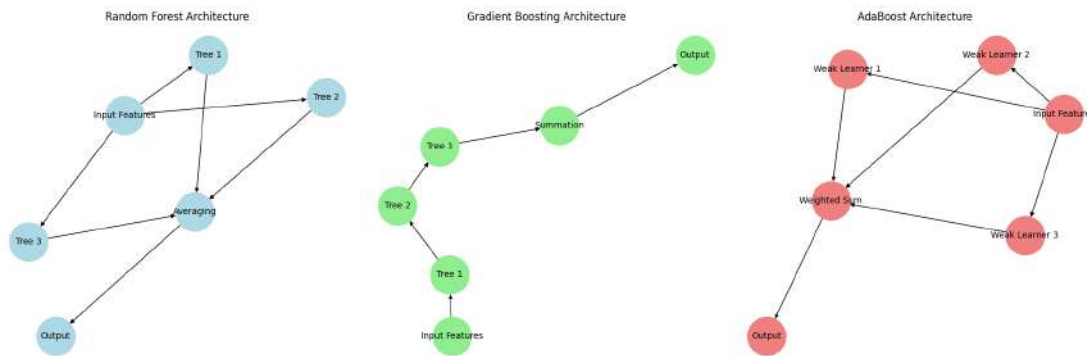 Random Forest Architecture
Tree 1
Tree 2
Input Features
Averaging
Tree 3
Output
Gradient Boosting Architecture
Output
Summation
Tree 3
Tree 2
Tree 1
Input Features
AdaBoost Architecture
Weak Learner 2
Weak Learner 1
Input Feature
Weighted Sum
Weak Learner 3
Output